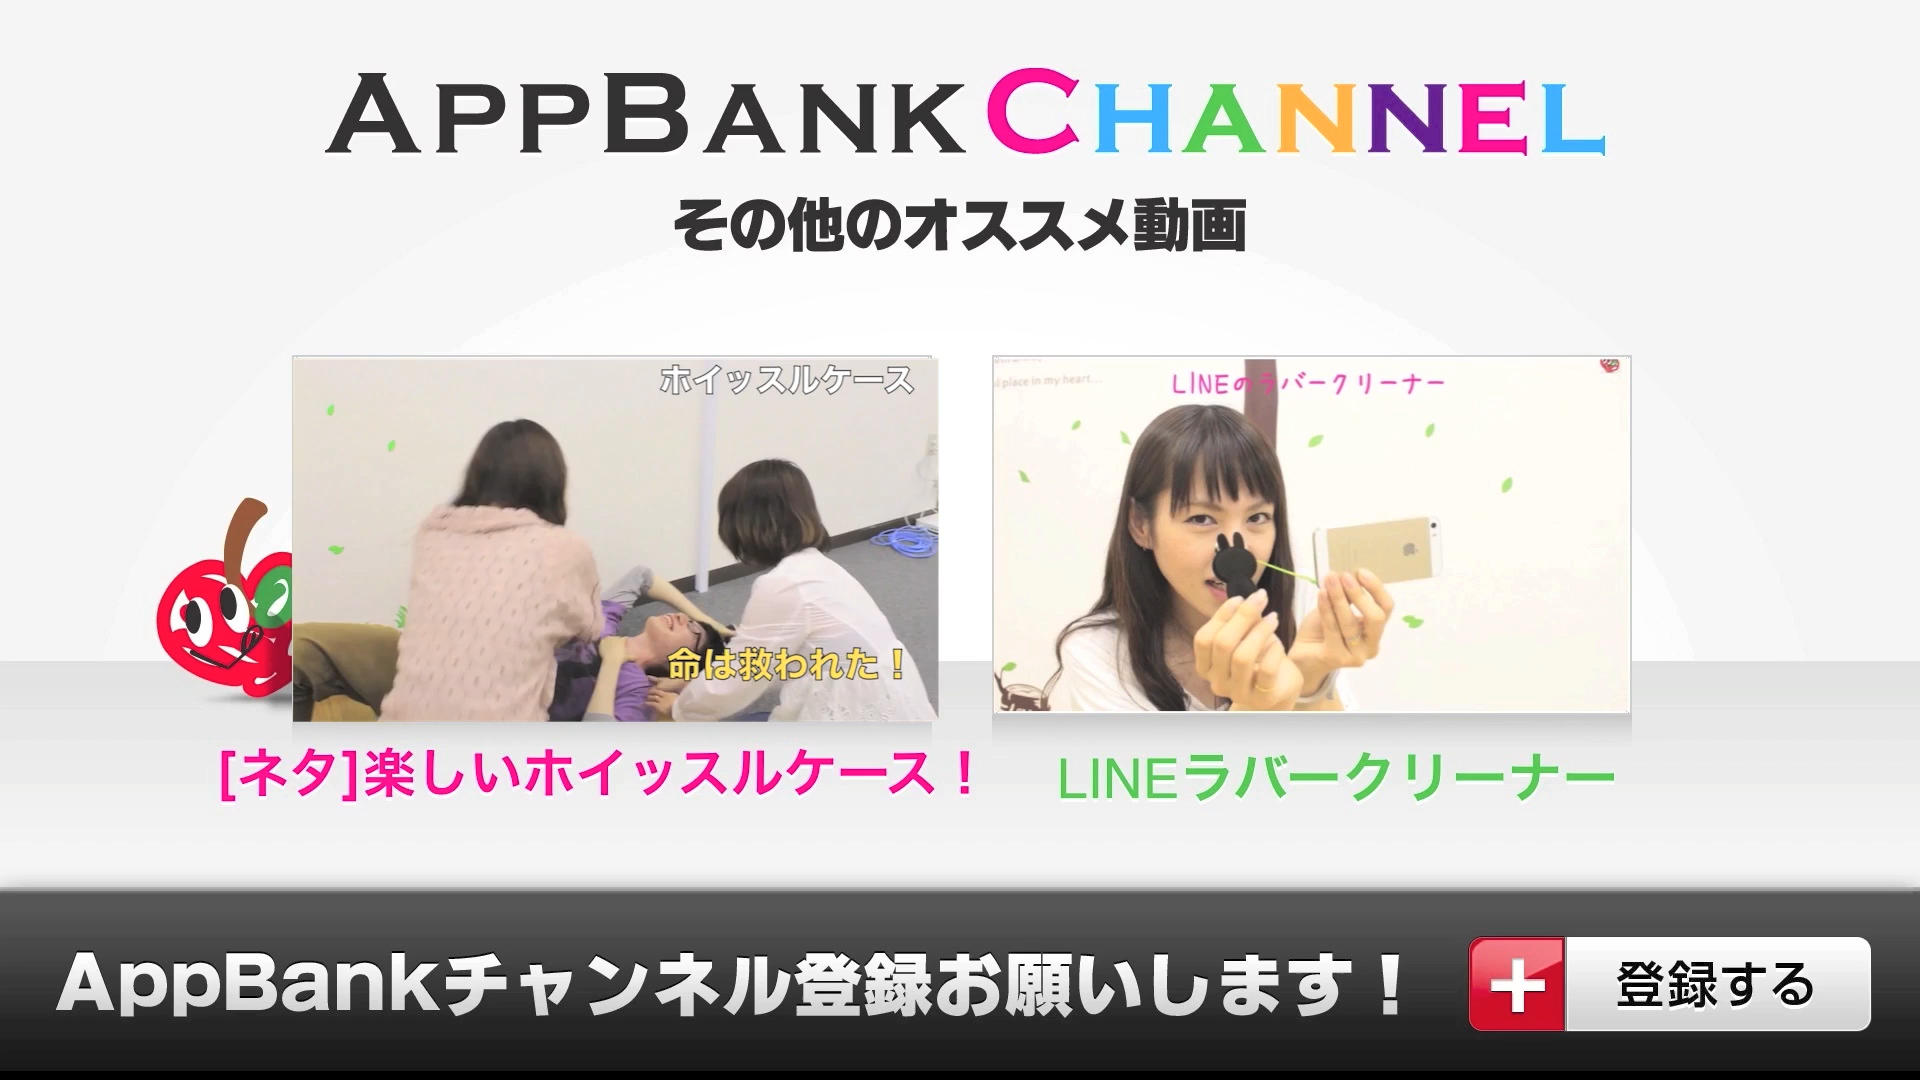 APPBANK CHANNEL
その他のオススメ動画
ホイッスルケース
命は救われた！
place in my heart...
LINEのラバークリーナー
[ネタ]楽しいホイッスルケース！
LINEラバークリーナー
AppBankチャンネル登録お願いします！
登録する